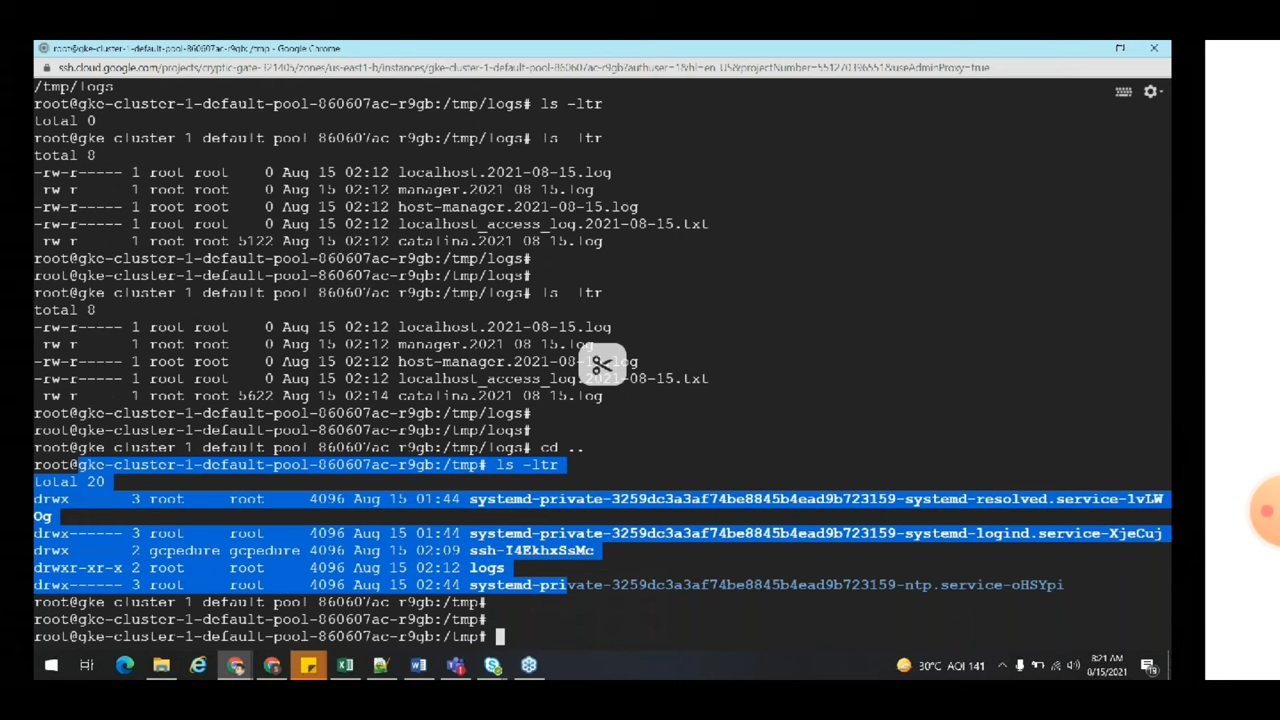 root@gke-cluster-1-default-pool-860607ac-r9gb: /tmp - Google Chrome
ssh.cloud.google.com/projects/cryptic-gate-321405/zones/us-east1-b/instances/gke-cluster-1-default-pool-860607ac-r9gb?authuser=1&hl=en_US&projectNumber=551270396551&useAdminProxy=true
/tmp/logs
root@gke-cluster-1-default-pool-860607ac-r9gb:/tmp/logs# ls -ltr
total 0
root@gke cluster 1 default pool 860607ac r9gb:/tmp/logs# ls ltr
total 8
-rw-r----- 1 root root 0 Aug 15 02:12 localhost.2021-08-15.log
rw r 1 root root 0 Aug 15 02:12 manager.2021 08 15.log
-rw-r----- 1 root root 0 Aug 15 02:12 host-manager.2021-08-15.log
-rw-r----- 1 root root 0 Aug 15 02:12 localhost_access_log.2021-08-15.txt
rw r 1 root root 5122 Aug 15 02:12 catalina.2021 08 15.log
root@gke-cluster-1-default-pool-860607ac-r9gb:/tmp/logs#
root@gke-cluster-1-default-pool-860607ac-r9gb:/tmp/logs#
root@gke cluster 1 default pool 860607ac r9gb:/tmp/logs# ls ltr
total 8
-rw-r----- 1 root root 0 Aug 15 02:12 localhost.2021-08-15.log
rw r 1 root root 0 Aug 15 02:12 manager.2021 08 15.log
-rw-r----- 1 root root 0 Aug 15 02:12 host-manager.2021-08-15.log
-rw-r----- 1 root root 0 Aug 15 02:12 localhost_access_log.2021-08-15.txt
rw r 1 root root 5622 Aug 15 02:14 catalina.2021 08 15.log
root@gke-cluster-1-default-pool-860607ac-r9gb:/tmp/logs#
root@gke-cluster-1-default-pool-860607ac-r9gb:/tmp/logs#
root@gke-cluster-1-default-pool-860607ac-r9gb:/tmp/logs# cd ..
root@gke-cluster-1-default-pool-860607ac-r9gb:/tmp# ls -ltr
total 20
drwx 3 root root 4096 Aug 15 01:44 systemd-private-3259dc3a3af74be8845b4ead9b723159-systemd-resolved.service-lvLW
Og
drwx------ 3 root root 4096 Aug 15 01:44 systemd-private-3259dc3a3af74be8845b4ead9b723159-systemd-logind.service-XjeCuj
drwx 2 gcpedure gcpedure 4096 Aug 15 02:09 ssh-I4EkhxSsMc
drwxr-xr-x 2 root root 4096 Aug 15 02:12 logs
drwx------ 3 root root 4096 Aug 15 02:44 systemd-private-3259dc3a3af74be8845b4ead9b723159-ntp.service-oHSYpi
root@gke cluster 1 default pool 860607ac r9gb:/tmp#
root@gke-cluster-1-default-pool-860607ac-r9gb:/tmp#
root@gke-cluster-1-default-pool-860607ac-r9gb:/tmp#
30°C AQI 141
8:21 AM
8/15/2021